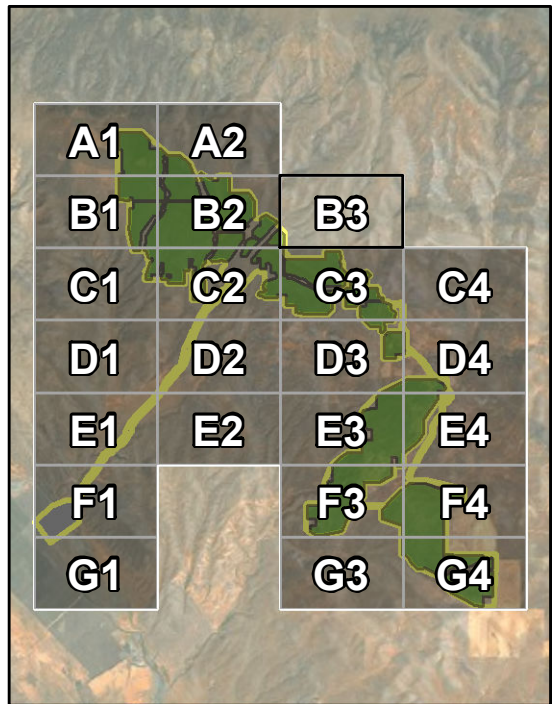 A1 A2
B1 B2 B3
C1 C2 C3 C4
D1 D2 D3 D4
E1 E2 E3 E4
F1 F3 F4
G1 G3 G4